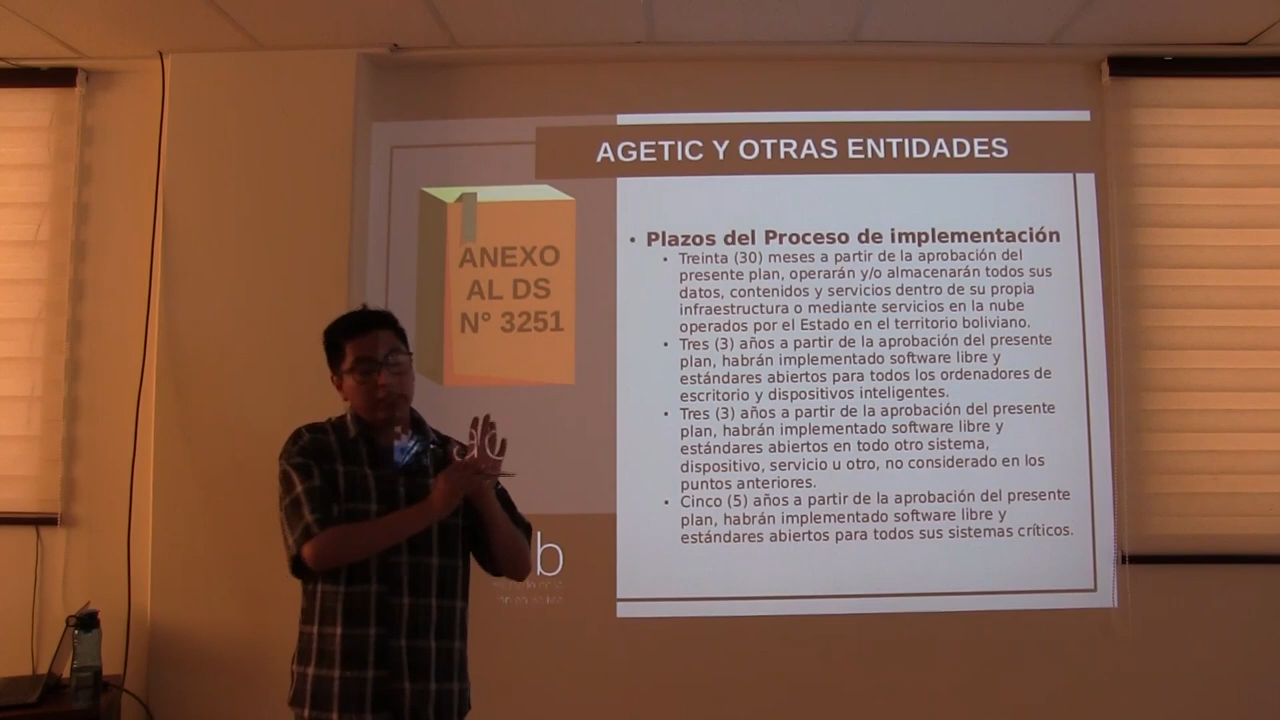 AGETIC Y OTRAS ENTIDADES
ANEXO
AL DS
N° 3251
• Plazos del Proceso de implementación
• Treinta (30) meses a partir de la aprobación del
presente plan, operarán y/o almacenarán todos sus
datos, contenidos y servicios dentro de su propia
infraestructura o mediante servicios en la nube
operados por el Estado en el territorio boliviano.
• Tres (3) años a partir de la aprobación del presente
plan, habrán implementado software libre y
estándares abiertos para todos los ordenadores de
escritorio y dispositivos inteligentes.
• Tres (3) años a partir de la aprobación del presente
plan, habrán implementado software libre y
estándares abiertos en todo otro sistema,
dispositivo, servicio u otro, no considerado en los
puntos anteriores.
• Cinco (5) años a partir de la aprobación del presente
plan, habrán implementado software libre y
estándares abiertos para todos sus sistemas críticos.
b